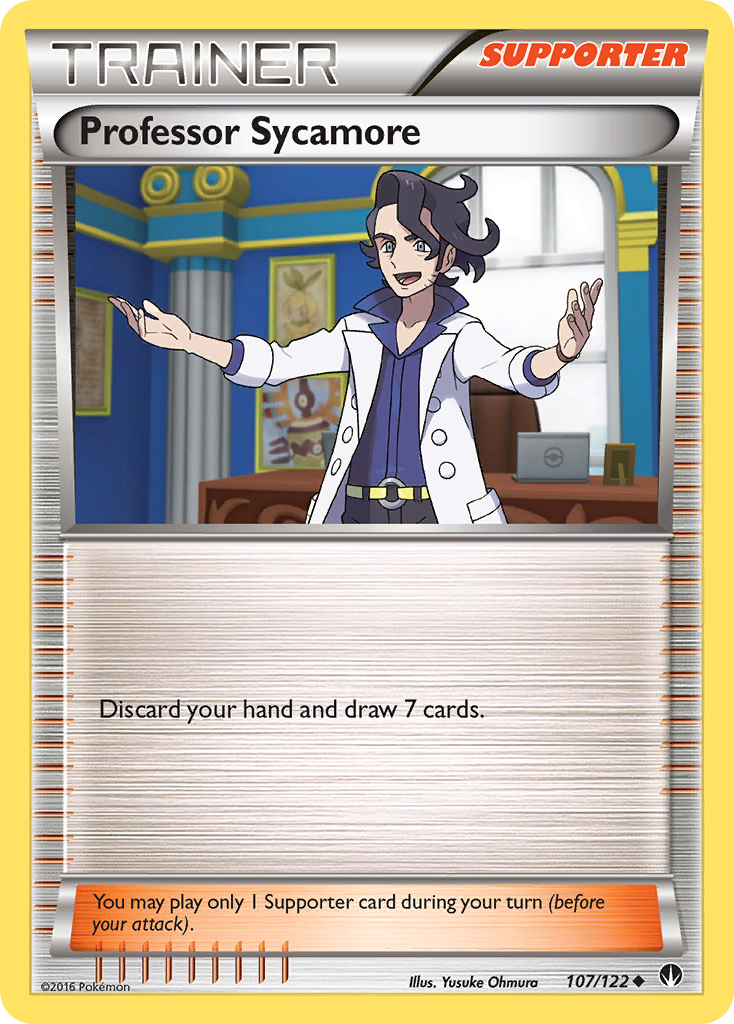 TRAINER
SUPPORTER
Professor Sycamore
Discard your hand and draw 7 cards.
You may play only 1 Supporter card during your turn (before
your attack).
©2016 Pokémon
Illus. Yusuke Ohmura
107/122